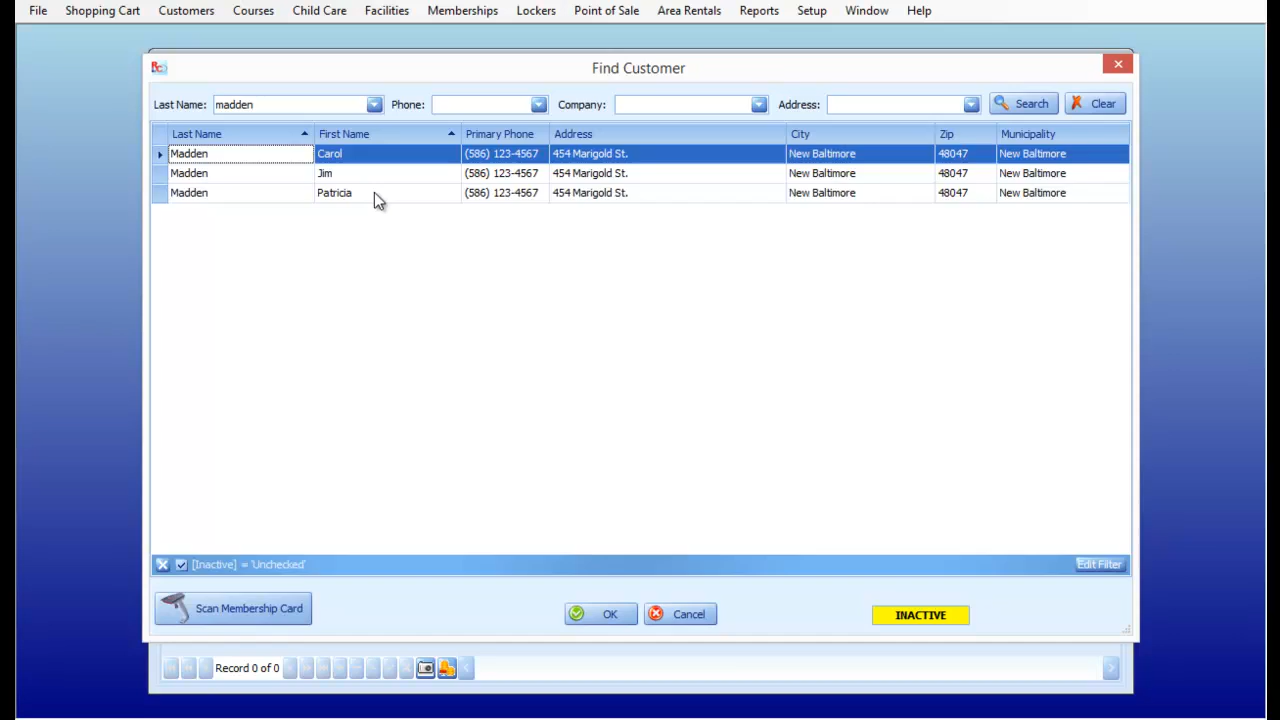 File Shopping Cart Customers Courses Child Care Facilities Memberships Lockers Point of Sale Area Rentals Reports Setup Window Help
Find Customer
Last Name: madden Phone: Company: Address: Search Clear
Last Name First Name Primary Phone Address City Zip Municipality
Madden Carol (586) 123-4567 454 Marigold St. New Baltimore 48047 New Baltimore
Madden Jim (586) 123-4567 454 Marigold St. New Baltimore 48047 New Baltimore
Madden Patricia (586) 123-4567 454 Marigold St. New Baltimore 48047 New Baltimore
[Inactive] = 'Unchecked' Edit Filter
Scan Membership Card OK Cancel INACTIVE
Record 0 of 0